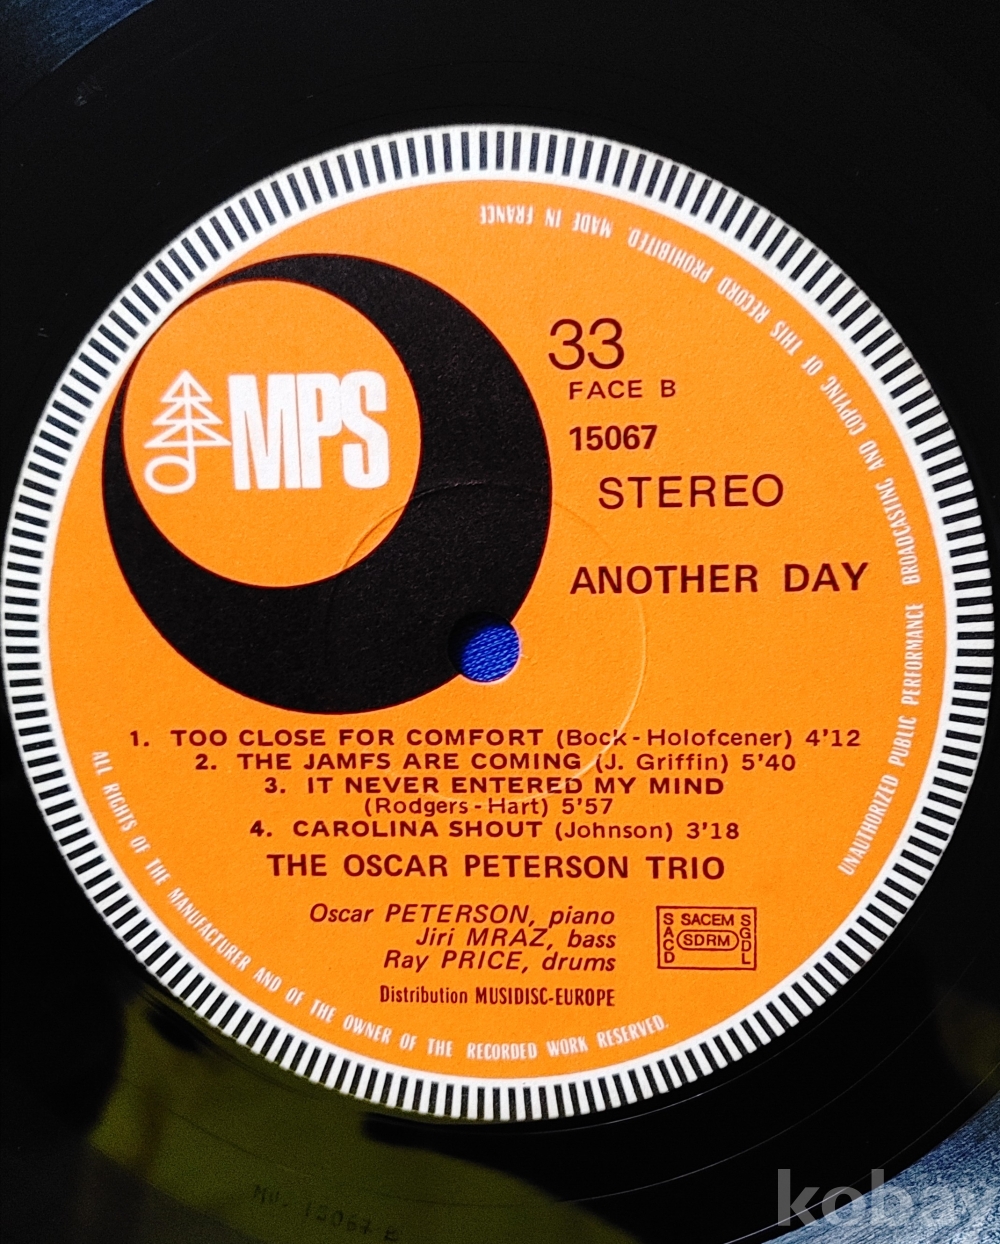 MPS
33
FACE B
15067
STEREO
ANOTHER DAY
1. TOO CLOSE FOR COMFORT (Bock-Holofcener) 4'12
2. THE JAMFS ARE COMING (J. Griffin) 5'40
3. IT NEVER ENTERED MY MIND
(Rodgers-Hart) 5'57
4. CAROLINA SHOUT (Johnson) 3'18
THE OSCAR PETERSON TRIO
Oscar PETERSON, piano
Jiri MRAZ, bass
Ray PRICE, drums
SACD SACEM SDRM SGDL
Distribution MUSIDISC-EUROPE
ALL RIGHTS OF THE MANUFACTURER AND OF THE OWNER OF THE RECORDED WORK RESERVED.
UNAUTHORIZED PUBLIC PERFORMANCE BROADCASTING AND COPYING OF THIS RECORD PROHIBITED. MADE IN FRANCE
MU. 15067 B
kobay